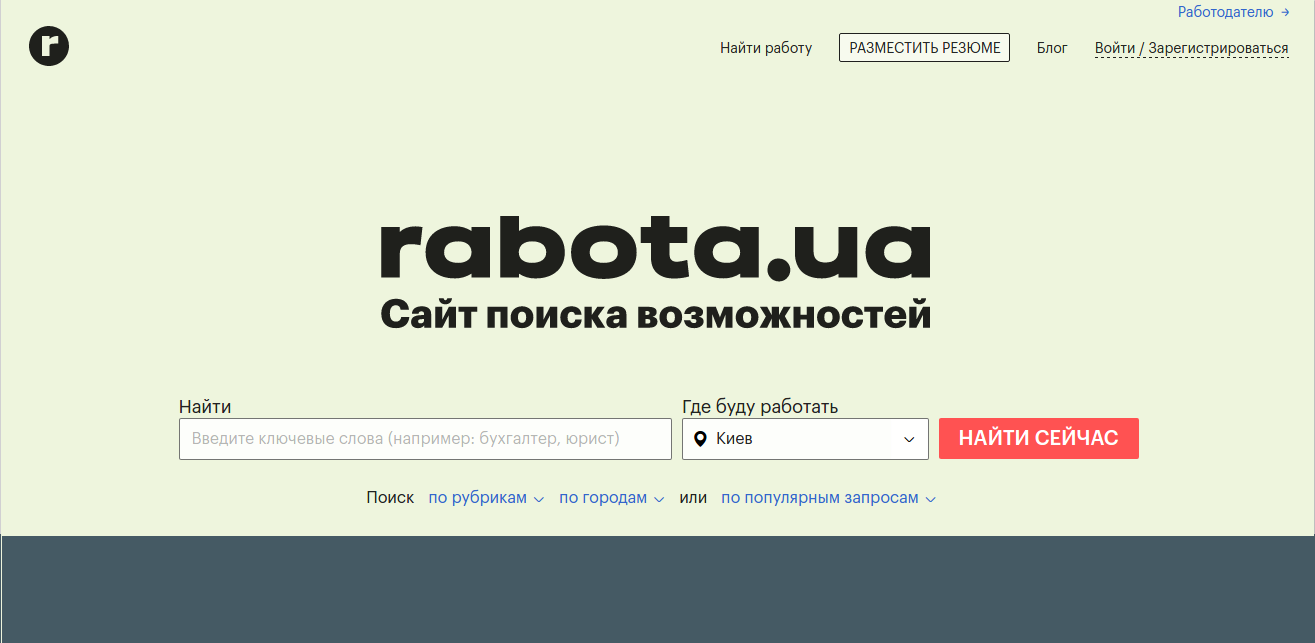 Работодателю →
r
Найти работу РАЗМЕСТИТЬ РЕЗЮМЕ Блог Войти / Зарегистрироваться
rabota.ua
Сайт поиска возможностей
Найти Где буду работать
Введите ключевые слова (например: бухгалтер, юрист) Киев НАЙТИ СЕЙЧАС
Поиск по рубрикам по городам или по популярным запросам